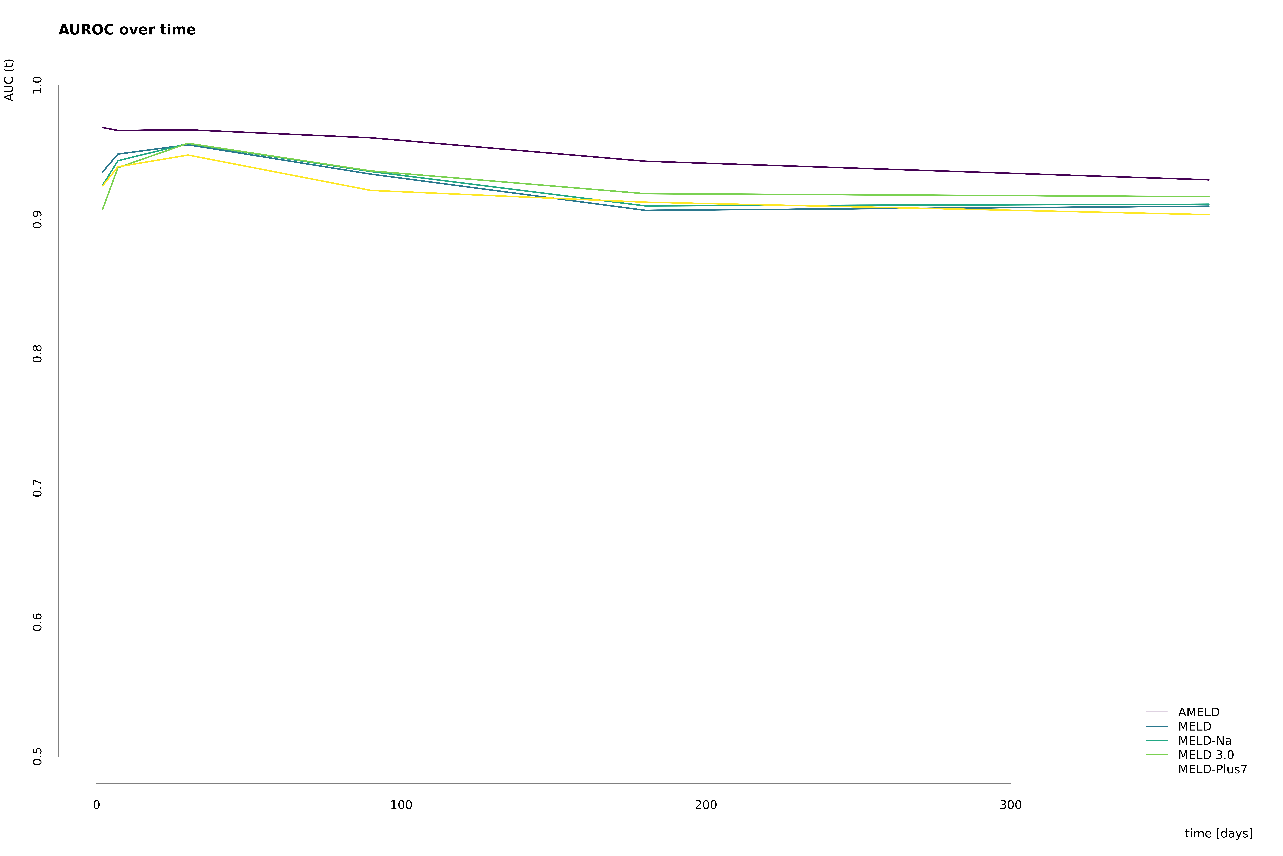 AUROC over time
AUC (t)
1.0
0.9
0.8
0.7
0.6
0.5
AMELD
MELD
MELD-Na
MELD 3.0
MELD-Plus7
0 100 200 300
time [days]